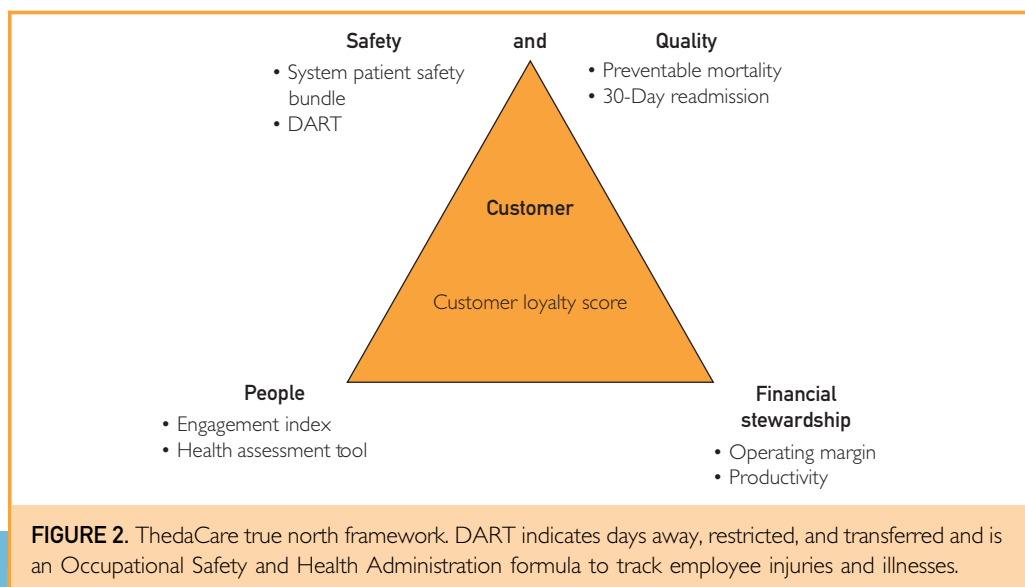 Safety and Quality
• System patient safety
bundle
• DART
• Preventable mortality
• 30-Day readmission
Customer
Customer loyalty score
People
• Engagement index
• Health assessment tool
Financial
stewardship
• Operating margin
• Productivity
FIGURE 2. ThedaCare true north framework. DART indicates days away, restricted, and transferred and is
an Occupational Safety and Health Administration formula to track employee injuries and illnesses.